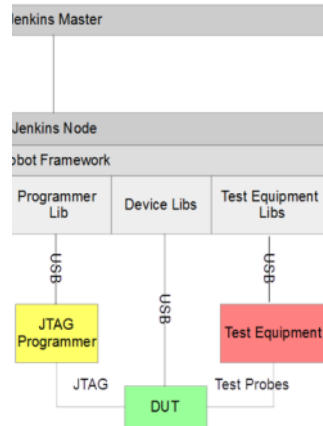 Jenkins Master
Jenkins Node
obot Framework
Programmer
Lib
Device Libs
Test Equipment
Libs
USB
USB
USB
JTAG
Programmer
Test Equipment
JTAG
Test Probes
DUT